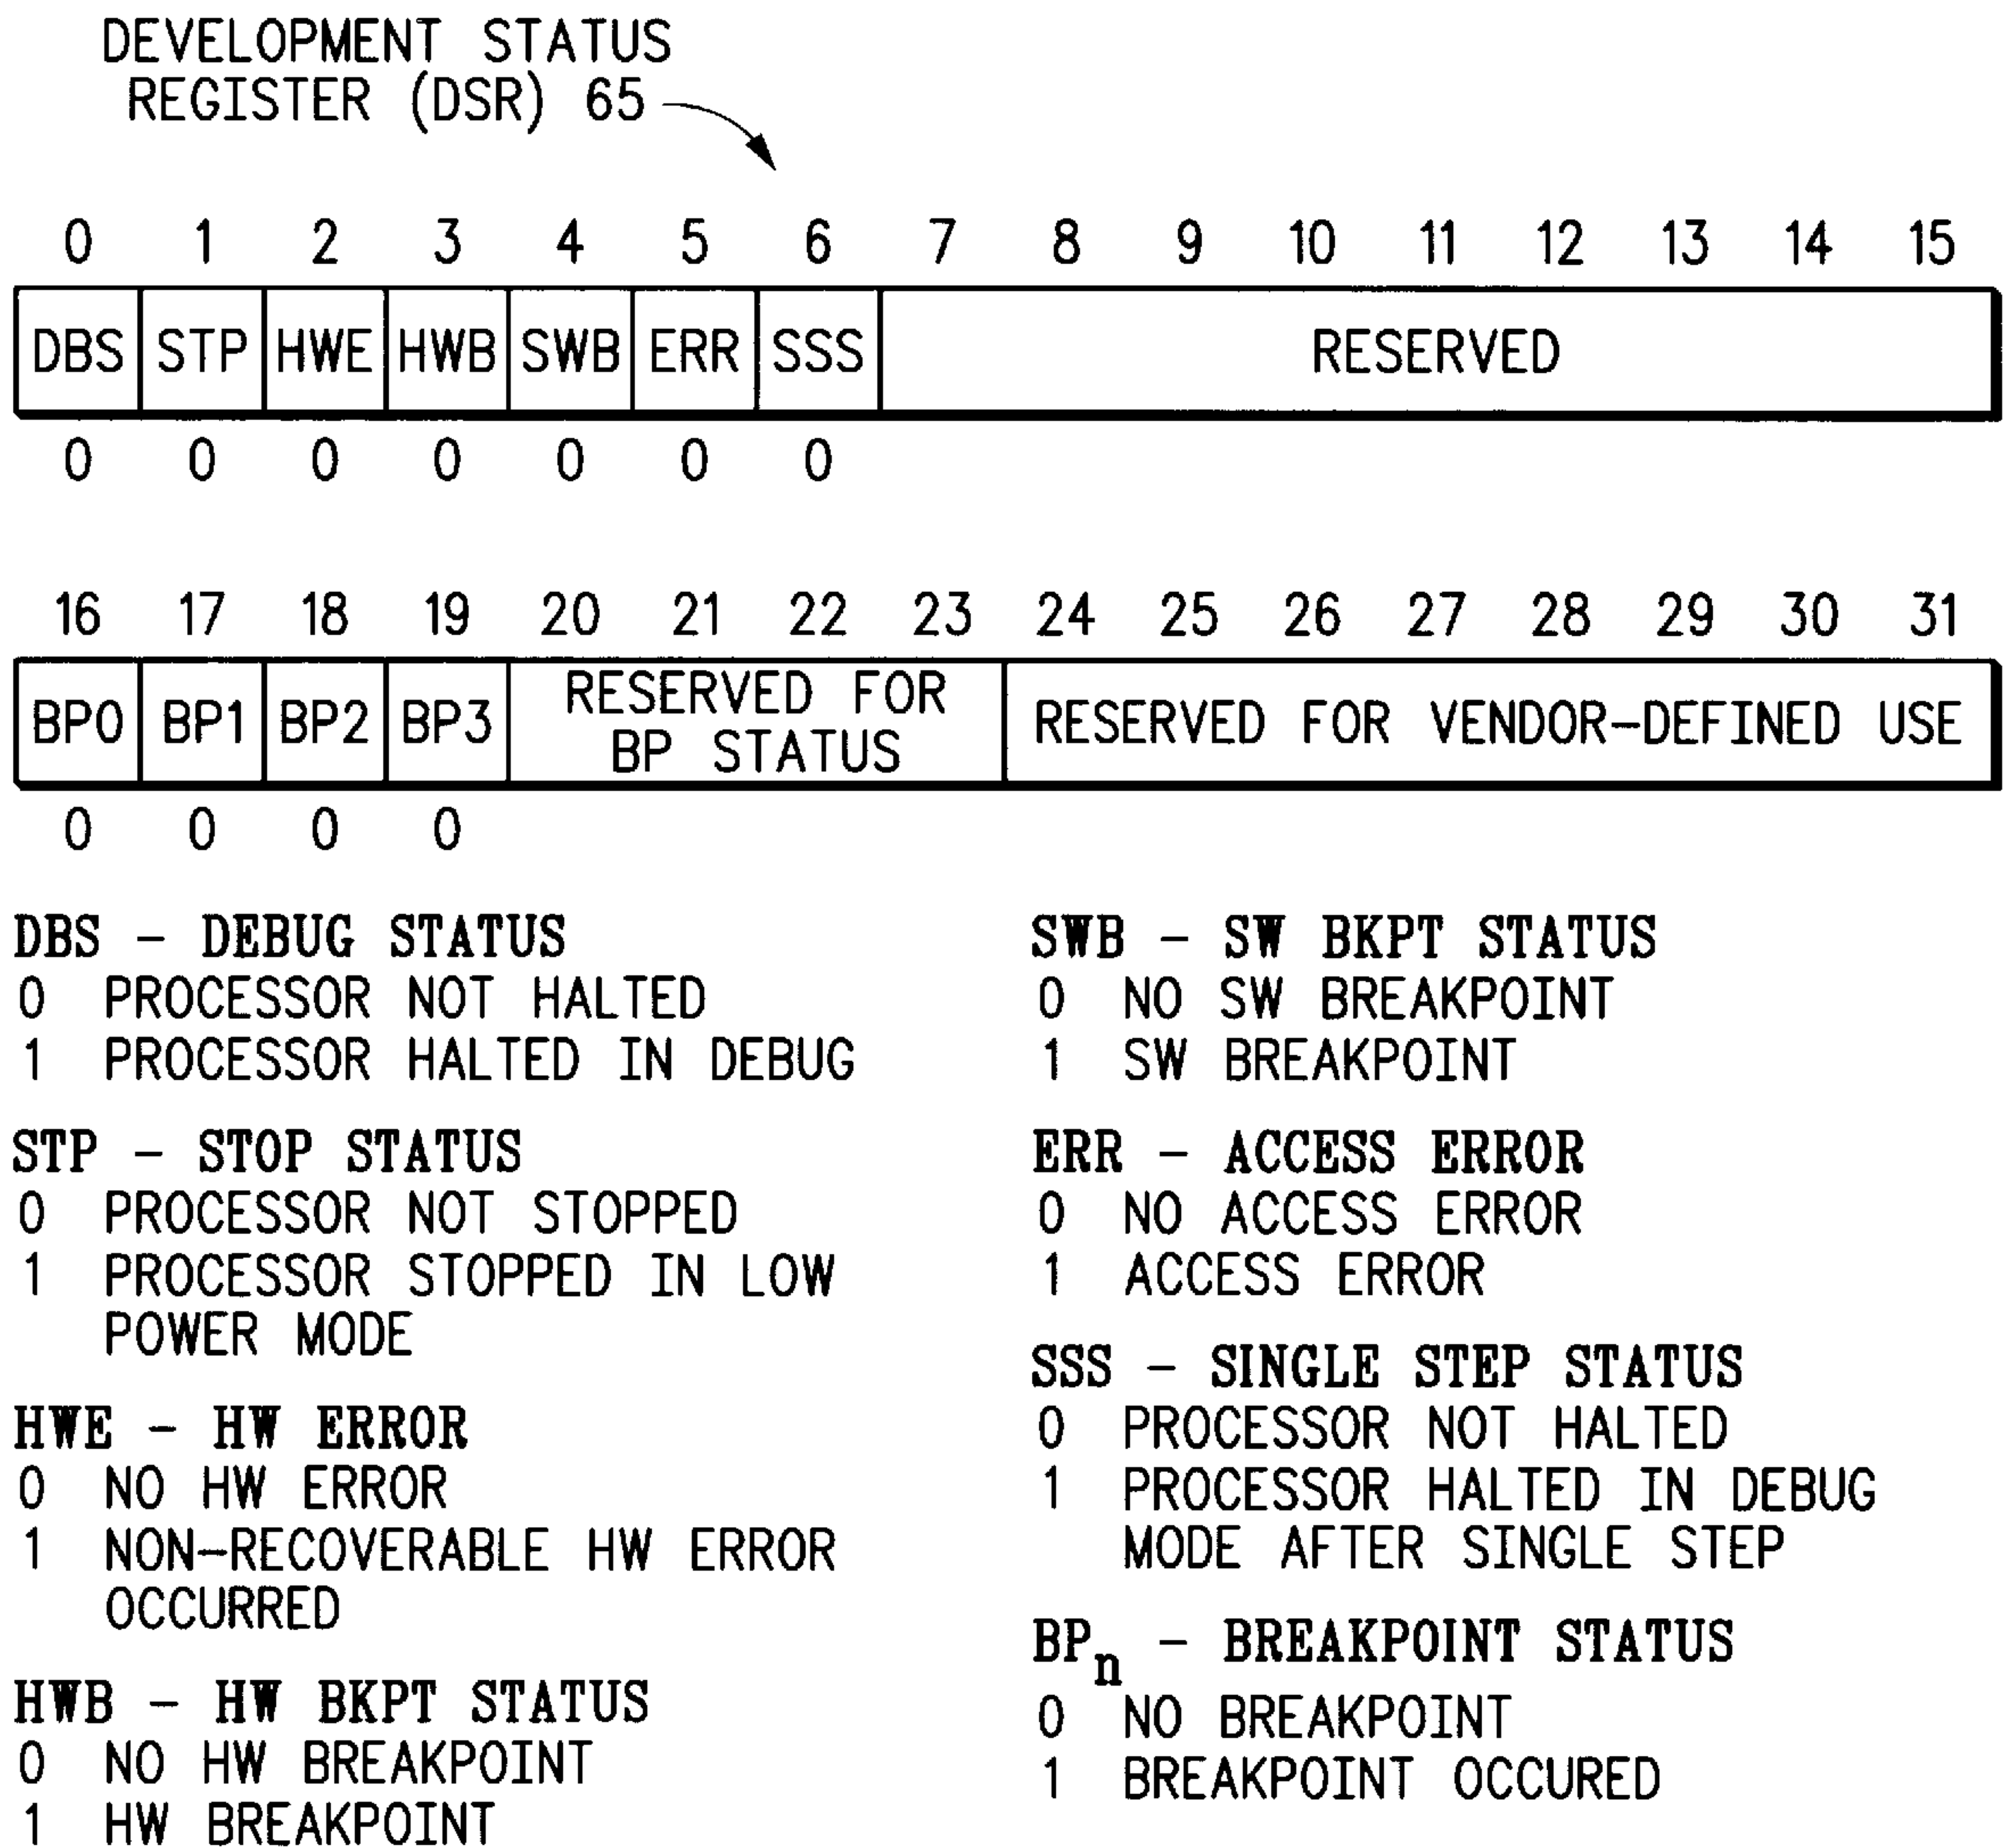 DEVELOPMENT STATUS
REGISTER (DSR) 65
0 1 2 3 4 5 6 7 8 9 10 11 12 13 14 15
DBS STP HWE HWB SWB ERR SSS RESERVED
0 0 0 0 0 0 0
16 17 18 19 20 21 22 23 24 25 26 27 28 29 30 31
BP0 BP1 BP2 BP3 RESERVED FOR
BP STATUS
RESERVED FOR VENDOR-DEFINED USE
0 0 0 0
DBS - DEBUG STATUS
0 PROCESSOR NOT HALTED
1 PROCESSOR HALTED IN DEBUG
STP - STOP STATUS
0 PROCESSOR NOT STOPPED
1 PROCESSOR STOPPED IN LOW
POWER MODE
HWE - HW ERROR
0 NO HW ERROR
1 NON-RECOVERABLE HW ERROR
OCCURRED
HWB - HW BKPT STATUS
0 NO HW BREAKPOINT
1 HW BREAKPOINT
SWB - SW BKPT STATUS
0 NO SW BREAKPOINT
1 SW BREAKPOINT
ERR - ACCESS ERROR
0 NO ACCESS ERROR
1 ACCESS ERROR
SSS - SINGLE STEP STATUS
0 PROCESSOR NOT HALTED
1 PROCESSOR HALTED IN DEBUG
MODE AFTER SINGLE STEP
BPn - BREAKPOINT STATUS
0 NO BREAKPOINT
1 BREAKPOINT OCCURED